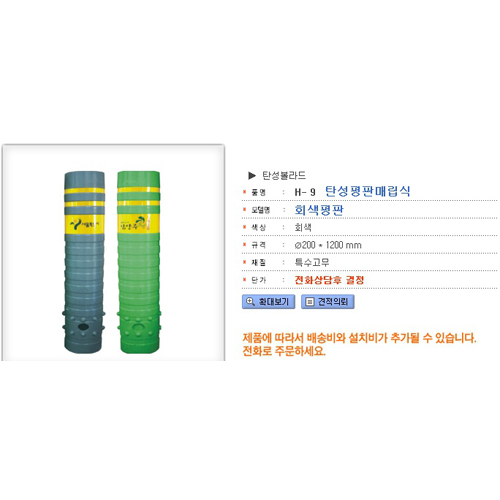 ▶ 탄성볼라드
* 품명 : H-9 탄성평판매립식
* 모델명 : 회색평판
* 색상 : 회색
* 규격 : ∅200 * 1200 mm
* 재질 : 특수고무
* 단가 : 전화상담후 결정
확대보기 견적의뢰
제품에 따라서 배송비와 설치비가 추가될 수 있습니다.
전화로 주문하세요.